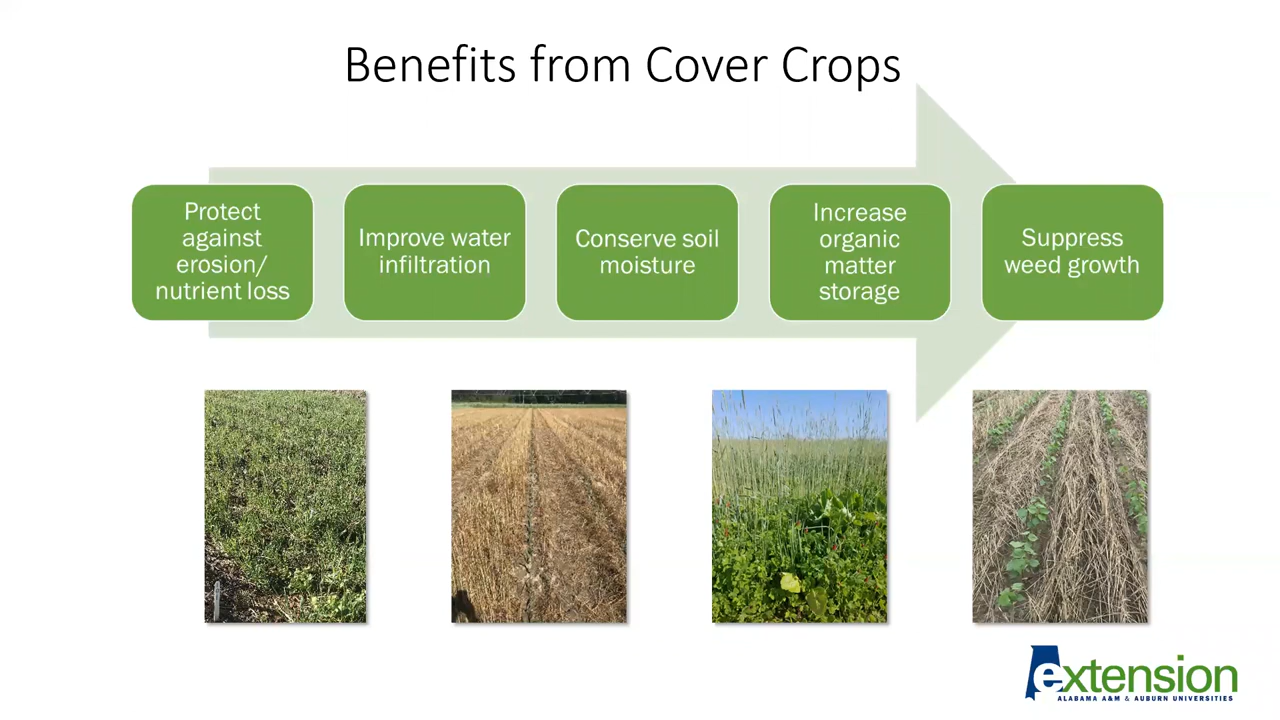 Benefits from Cover Crops
Protect
against
erosion/
nutrient loss
Improve water
infiltration
Conserve soil
moisture
Increase
organic
matter
storage
Suppress
weed growth
extension
ALABAMA A&M & AUBURN UNIVERSITIES